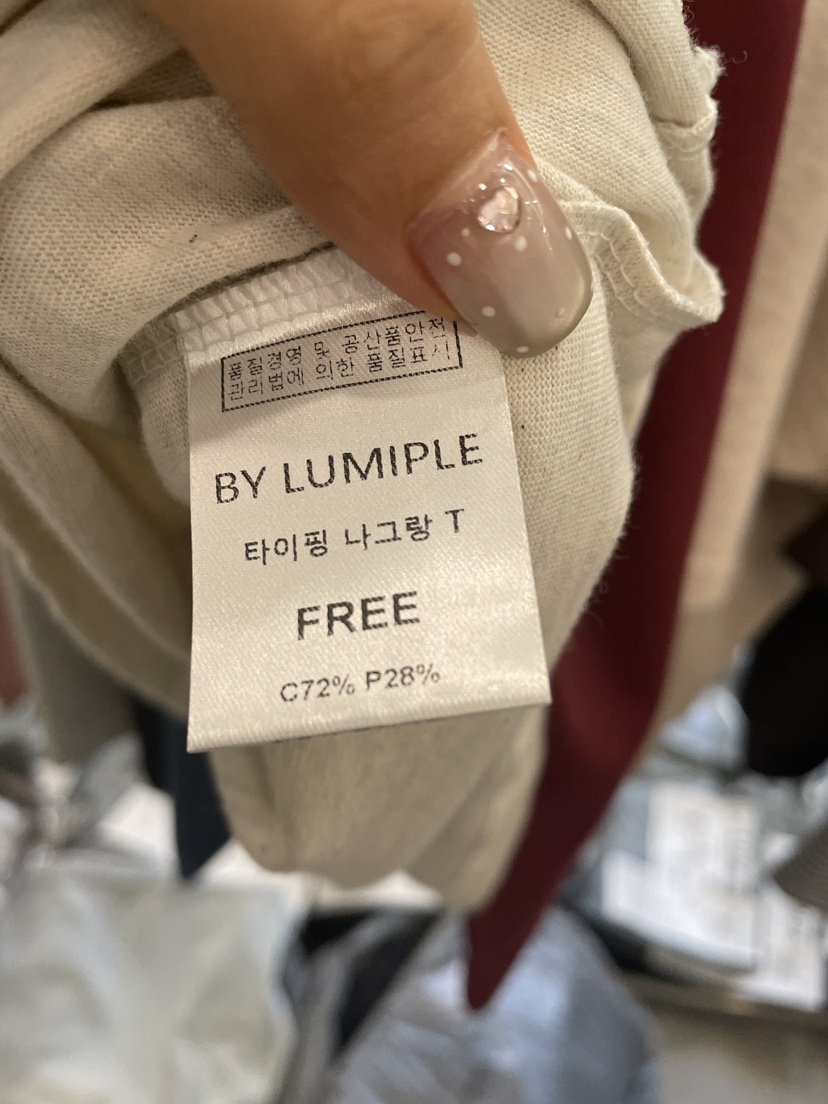 품질경영 및 공산품안전
관리법에 의한 품질표시
BY LUMIPLE
타이핑 나그랑 T
FREE
C72% P28%